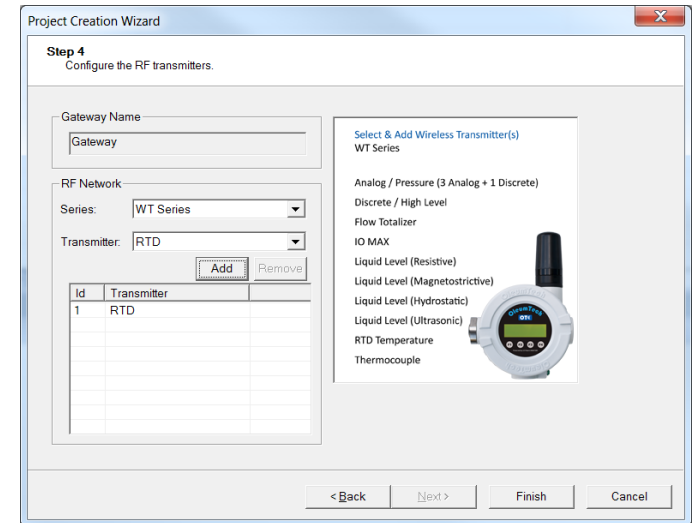 Project Creation Wizard
X
Step 4
Configure the RF transmitters.
Gateway Name
Gateway
RF Network
Series: WT Series
Transmitter: RTD
Add Remove
Id Transmitter
1 RTD
Select & Add Wireless Transmitter(s)
WT Series
Analog / Pressure (3 Analog + 1 Discrete)
Discrete / High Level
Flow Totalizer
IO MAX
Liquid Level (Resistive)
Liquid Level (Magnetostrictive)
Liquid Level (Hydrostatic)
Liquid Level (Ultrasonic)
RTD Temperature
Thermocouple
OleumTech
OTC
< Back Next > Finish Cancel